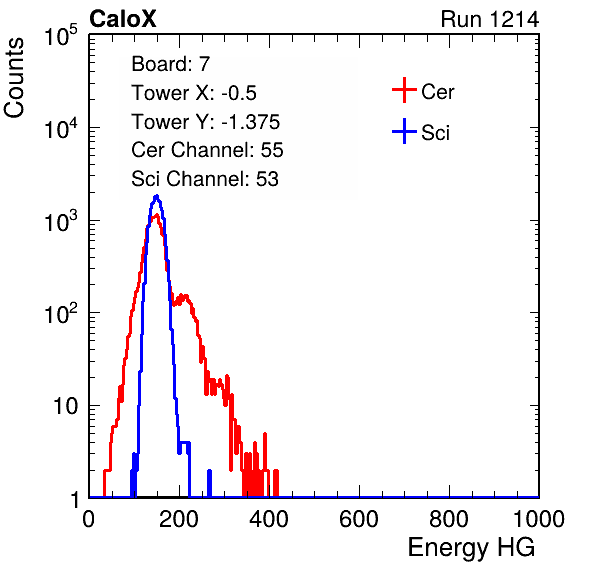 CaloX Run 1214
Counts
Board: 7
Tower X: -0.5
Tower Y: -1.375
Cer Channel: 55
Sci Channel: 53
Cer
Sci
10^5
10^4
10^3
10^2
10
1
0 200 400 600 800 1000
Energy HG